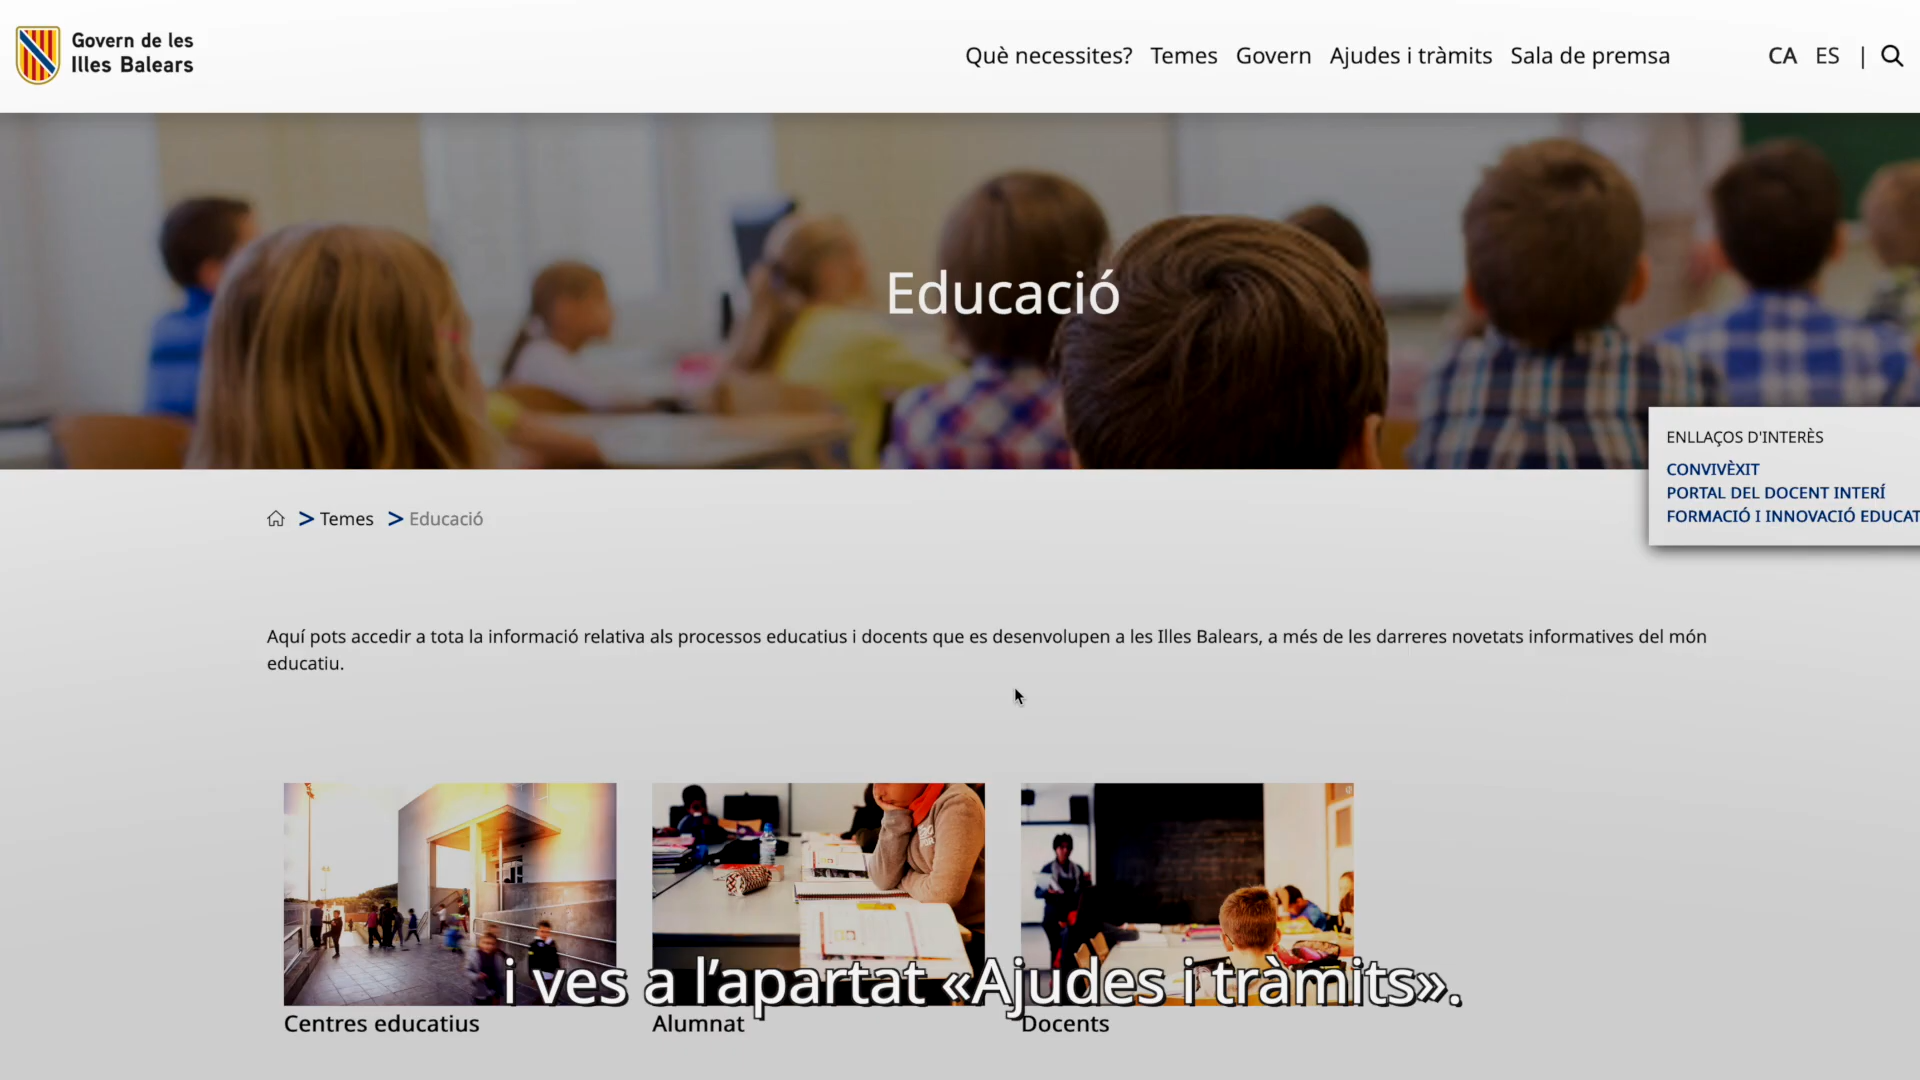 Govern de les
Illes Balears
Què necessites? Temes Govern Ajudes i tràmits Sala de premsa CA ES |
Educació
ENLLAÇOS D'INTERÈS
CONVIVÈXIT
PORTAL DEL DOCENT INTERÍ
FORMACIÓ I INNOVACIÓ EDUCAT
> Temes > Educació
Aquí pots accedir a tota la informació relativa als processos educatius i docents que es desenvolupen a les Illes Balears, a més de les darreres novetats informatives del món
educatiu.
i ves a l’apartat «Ajudes i tràmits».
Centres educatius
Alumnat
Docents